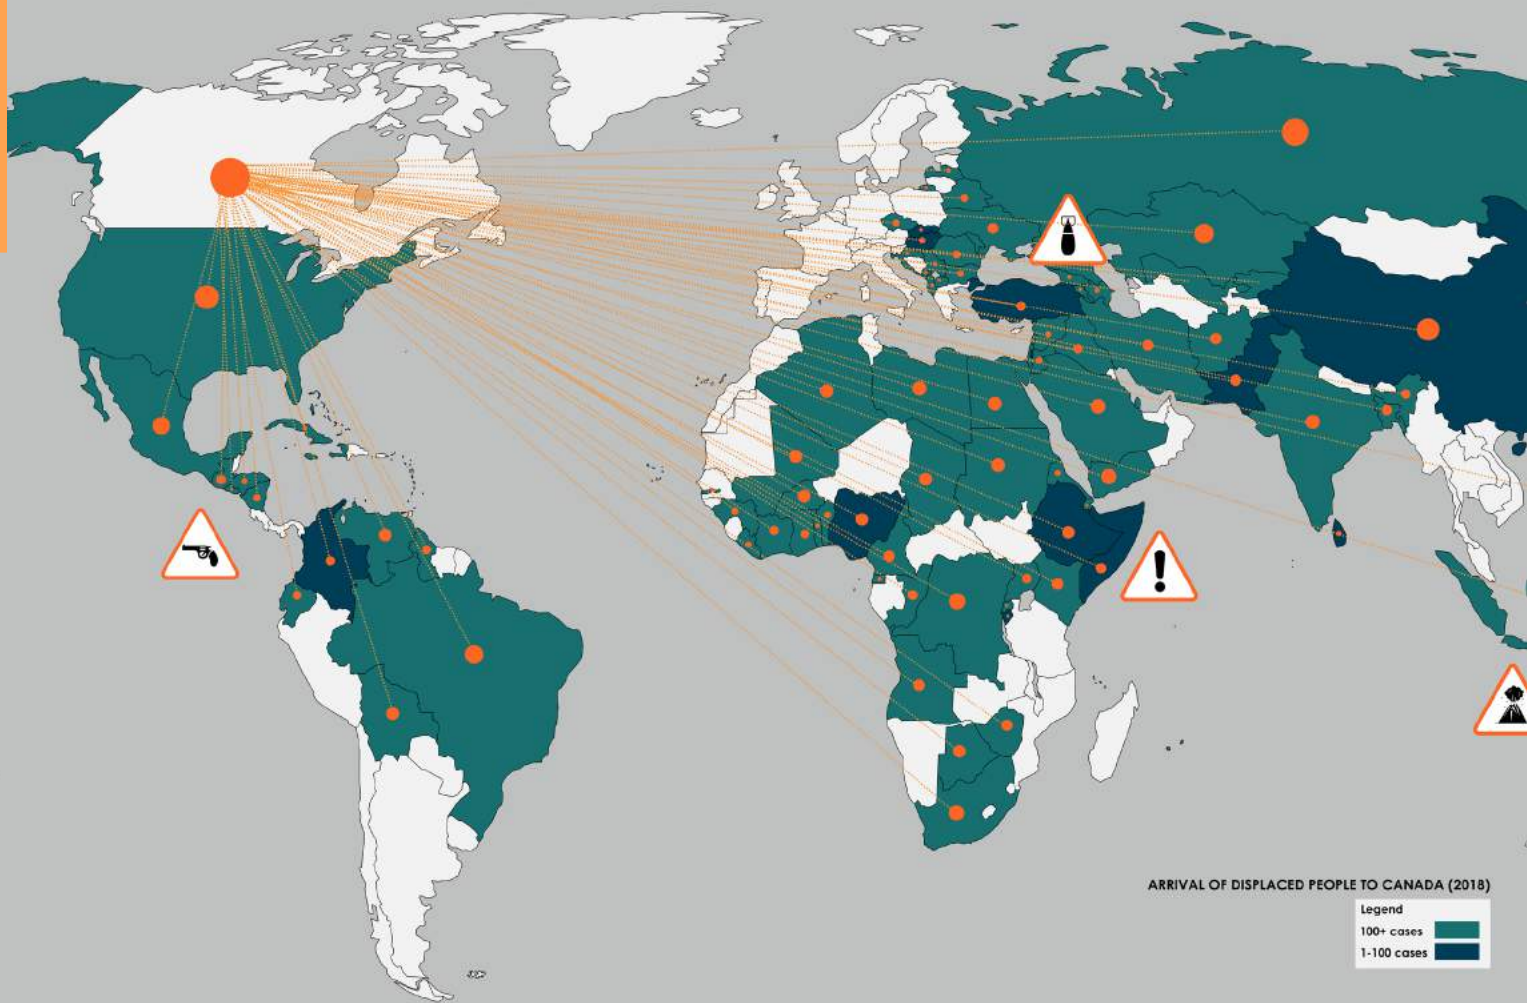 ARRIVAL OF DISPLACED PEOPLE TO CANADA (2018)
Legend
100+ cases
1-100 cases